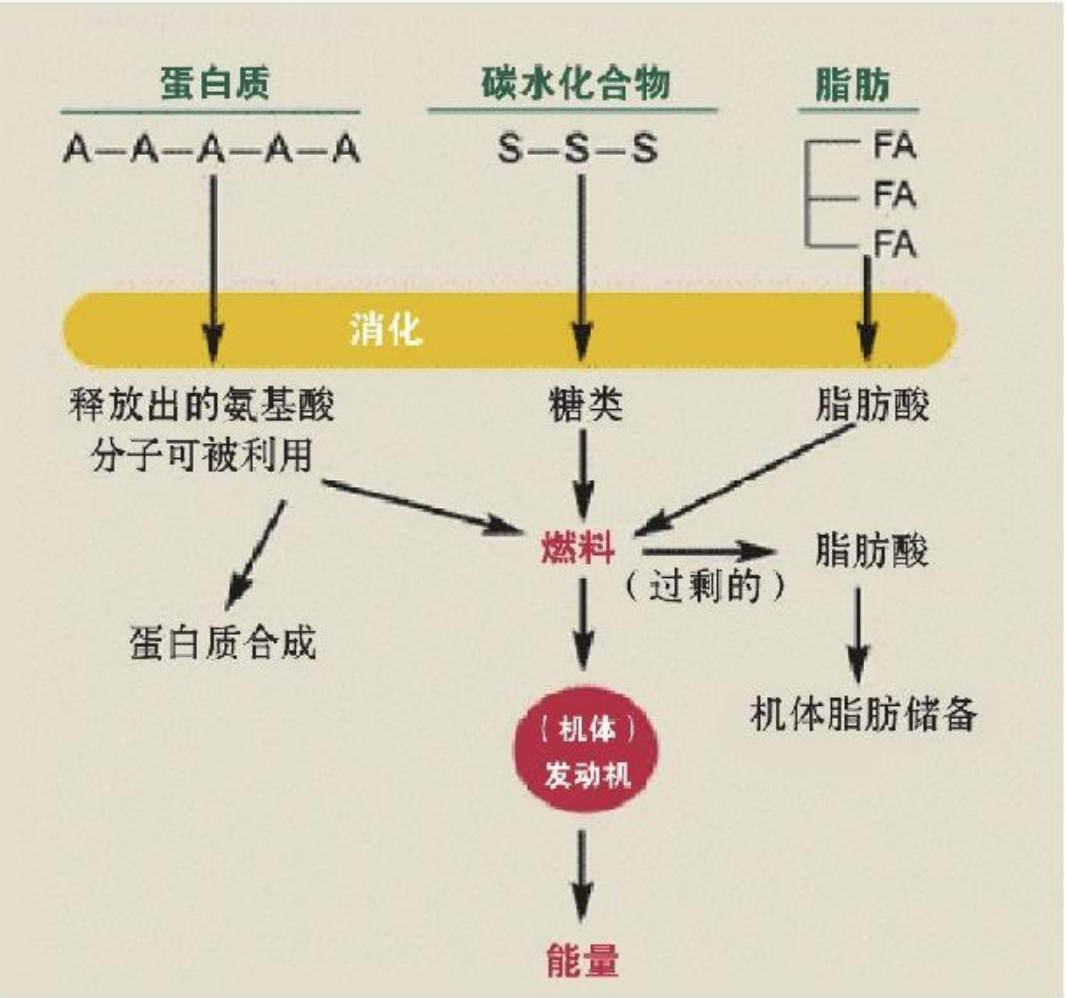 蛋白质
碳水化合物
脂肪
A—A—A—A—A
S—S—S
FA
FA
FA
消化
释放出的氨基酸
分子可被利用
糖类
脂肪酸
燃料
(过剩的)
脂肪酸
蛋白质合成
机体脂肪储备
(机体)
发动机
能量